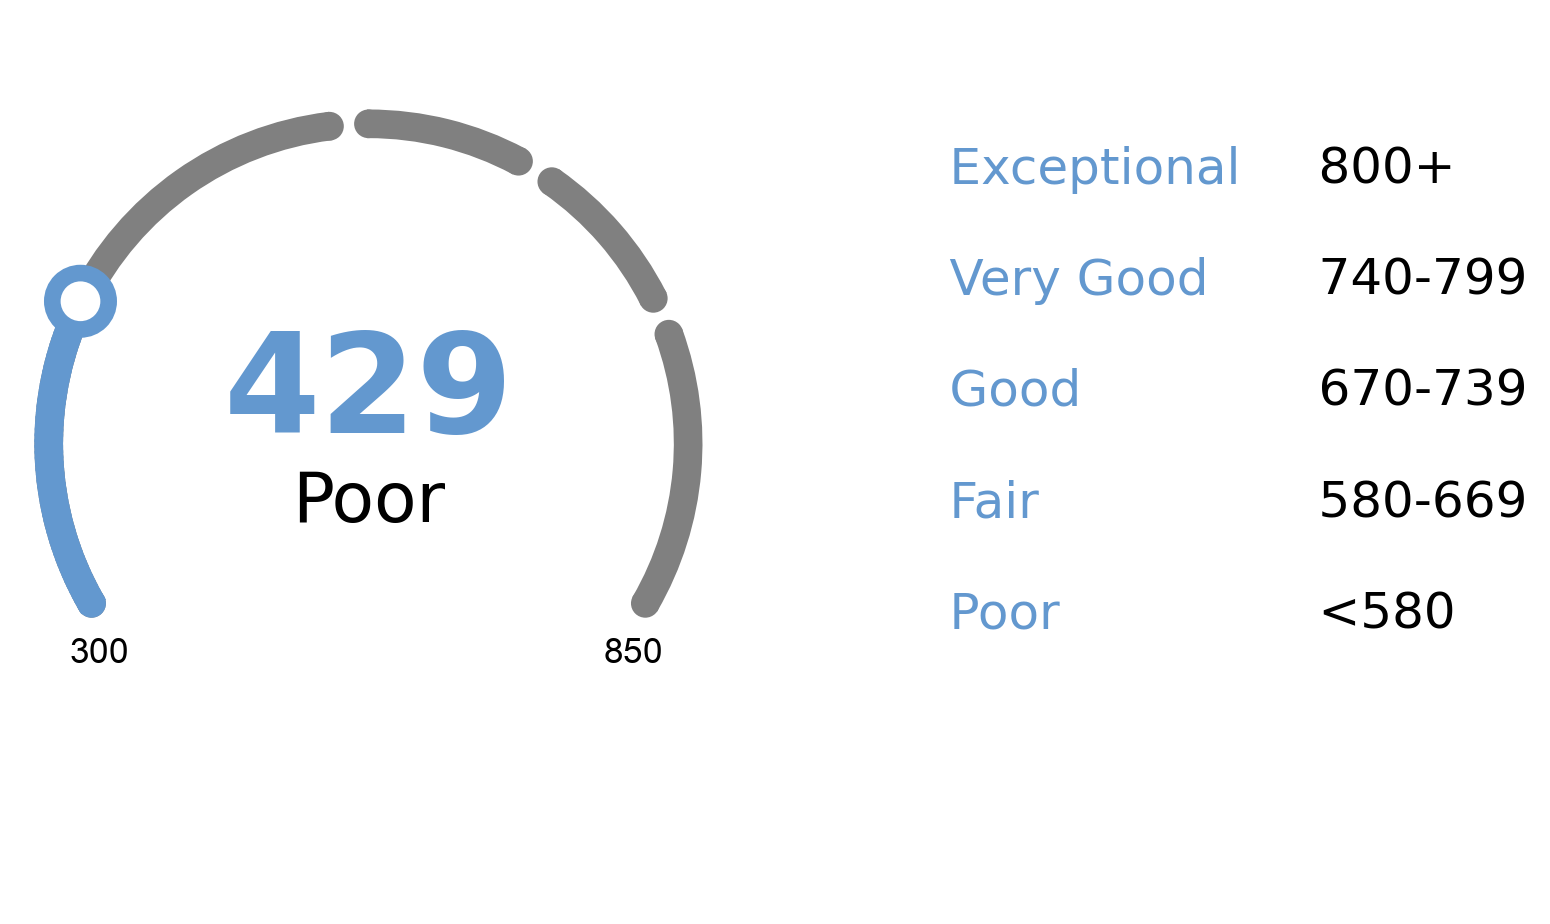 429
Poor
300
850
Exceptional 800+
Very Good 740-799
Good 670-739
Fair 580-669
Poor <580